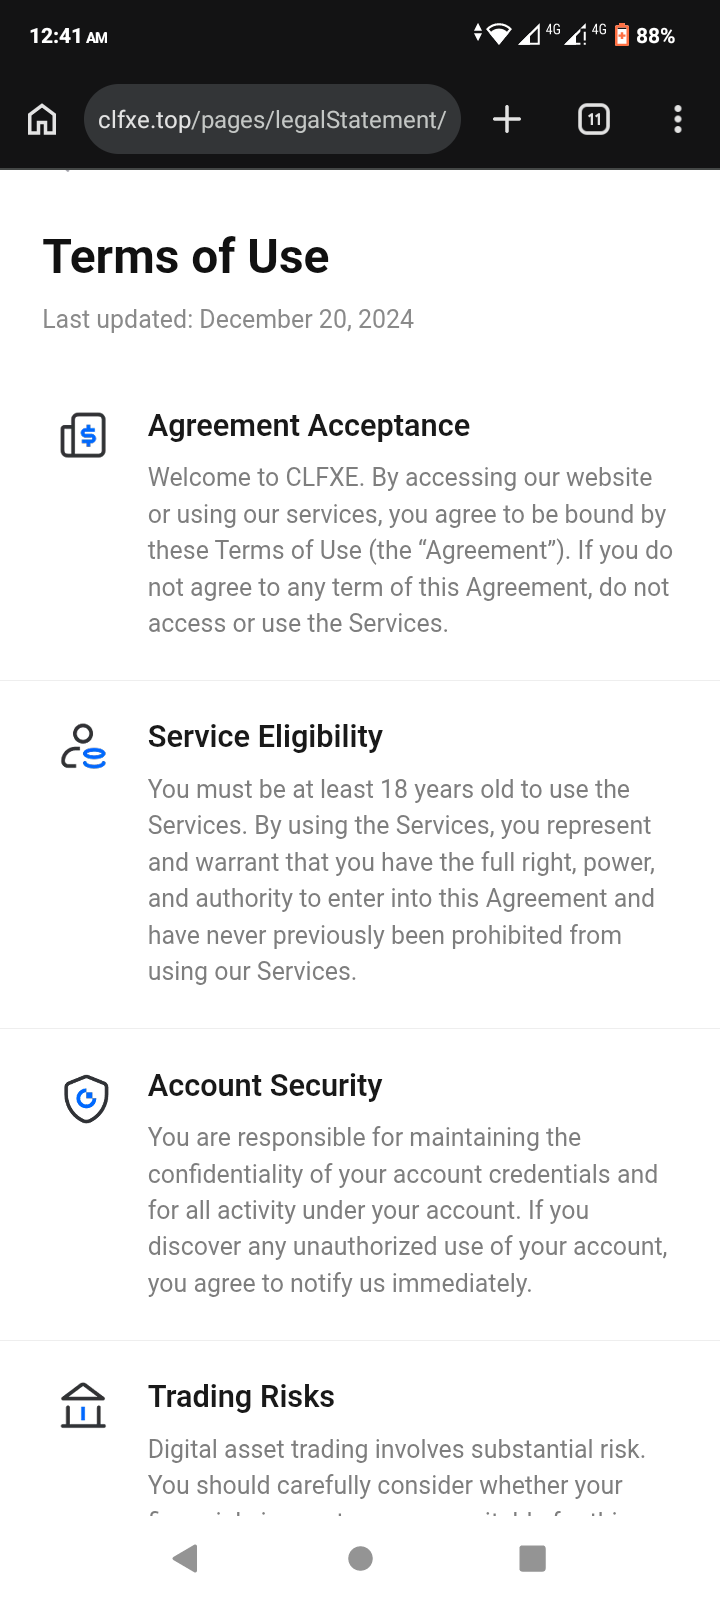 12:41 AM
4G 4G 88%
clfxe.top/pages/legalStatement/
11
Terms of Use
Last updated: December 20, 2024
Agreement Acceptance
Welcome to CLFXE. By accessing our website
or using our services, you agree to be bound by
these Terms of Use (the “Agreement”). If you do
not agree to any term of this Agreement, do not
access or use the Services.
Service Eligibility
You must be at least 18 years old to use the
Services. By using the Services, you represent
and warrant that you have the full right, power,
and authority to enter into this Agreement and
have never previously been prohibited from
using our Services.
Account Security
You are responsible for maintaining the
confidentiality of your account credentials and
for all activity under your account. If you
discover any unauthorized use of your account,
you agree to notify us immediately.
Trading Risks
Digital asset trading involves substantial risk.
You should carefully consider whether your